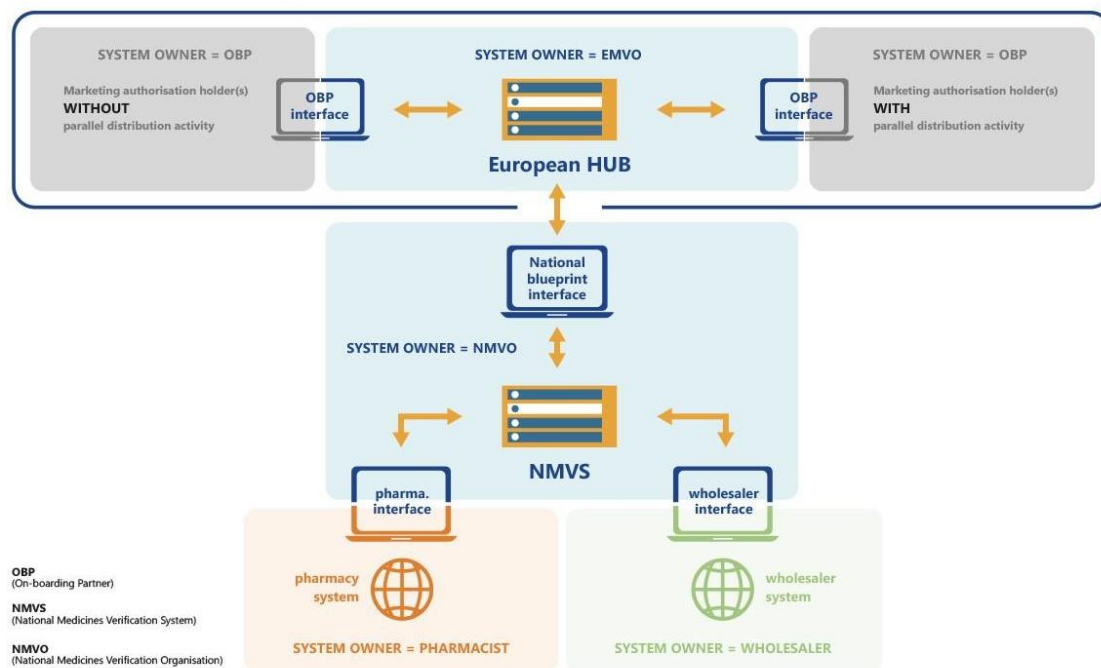 SYSTEM OWNER = OBP
Marketing authorisation holder(s)
WITHOUT
parallel distribution activity
OBP
interface
SYSTEM OWNER = EMVO
European HUB
OBP
interface
SYSTEM OWNER = OBP
Marketing authorisation holder(s)
WITH
parallel distribution activity
National
blueprint
interface
SYSTEM OWNER = NMVO
NMVS
pharma.
interface
wholesaler
interface
pharmacy
system
SYSTEM OWNER = PHARMACIST
wholesaler
system
SYSTEM OWNER = WHOLESALER
OBP
(On-boarding Partner)
NMVS
(National Medicines Verification System)
NMVO
(National Medicines Verification Organisation)